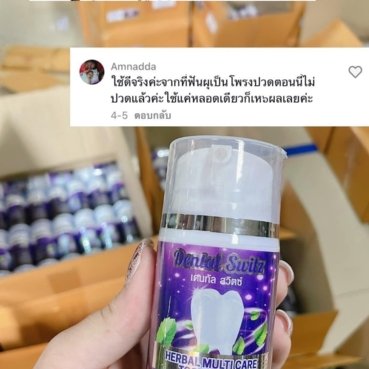 Amnadda
ใช้ดีจริงค่ะจากที่ฟันผุเป็นโพรงปวดตอนนี้ไม่
ปวดแล้วค่ะใช้แค่หลอดเดียวก็เหนผลเลยค่ะ
4-5 ตอบกลับ
Dental Switz
เดนทัล สวิตซ์
HERBAL MULTI CARE